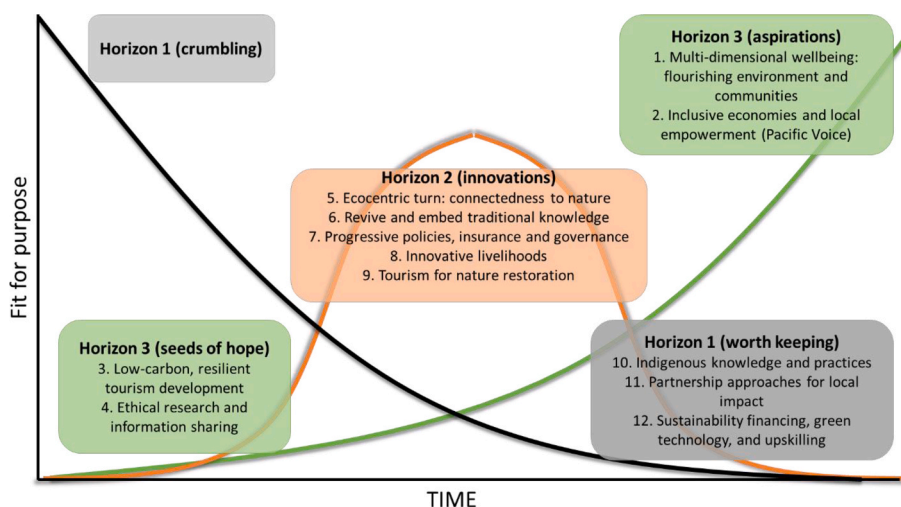 Horizon 1 (crumbling)
Horizon 3 (aspirations)
1. Multi-dimensional wellbeing:
flourishing environment and
communities
2. Inclusive economies and local
empowerment (Pacific Voice)
Horizon 2 (innovations)
5. Ecocentric turn: connectedness to nature
6. Revive and embed traditional knowledge
7. Progressive policies, insurance and governance
8. Innovative livelihoods
9. Tourism for nature restoration
Fit for purpose
Horizon 3 (seeds of hope)
3. Low-carbon, resilient
tourism development
4. Ethical research and
information sharing
Horizon 1 (worth keeping)
10. Indigenous knowledge and practices
11. Partnership approaches for local
impact
12. Sustainability financing, green
technology, and upskilling
TIME